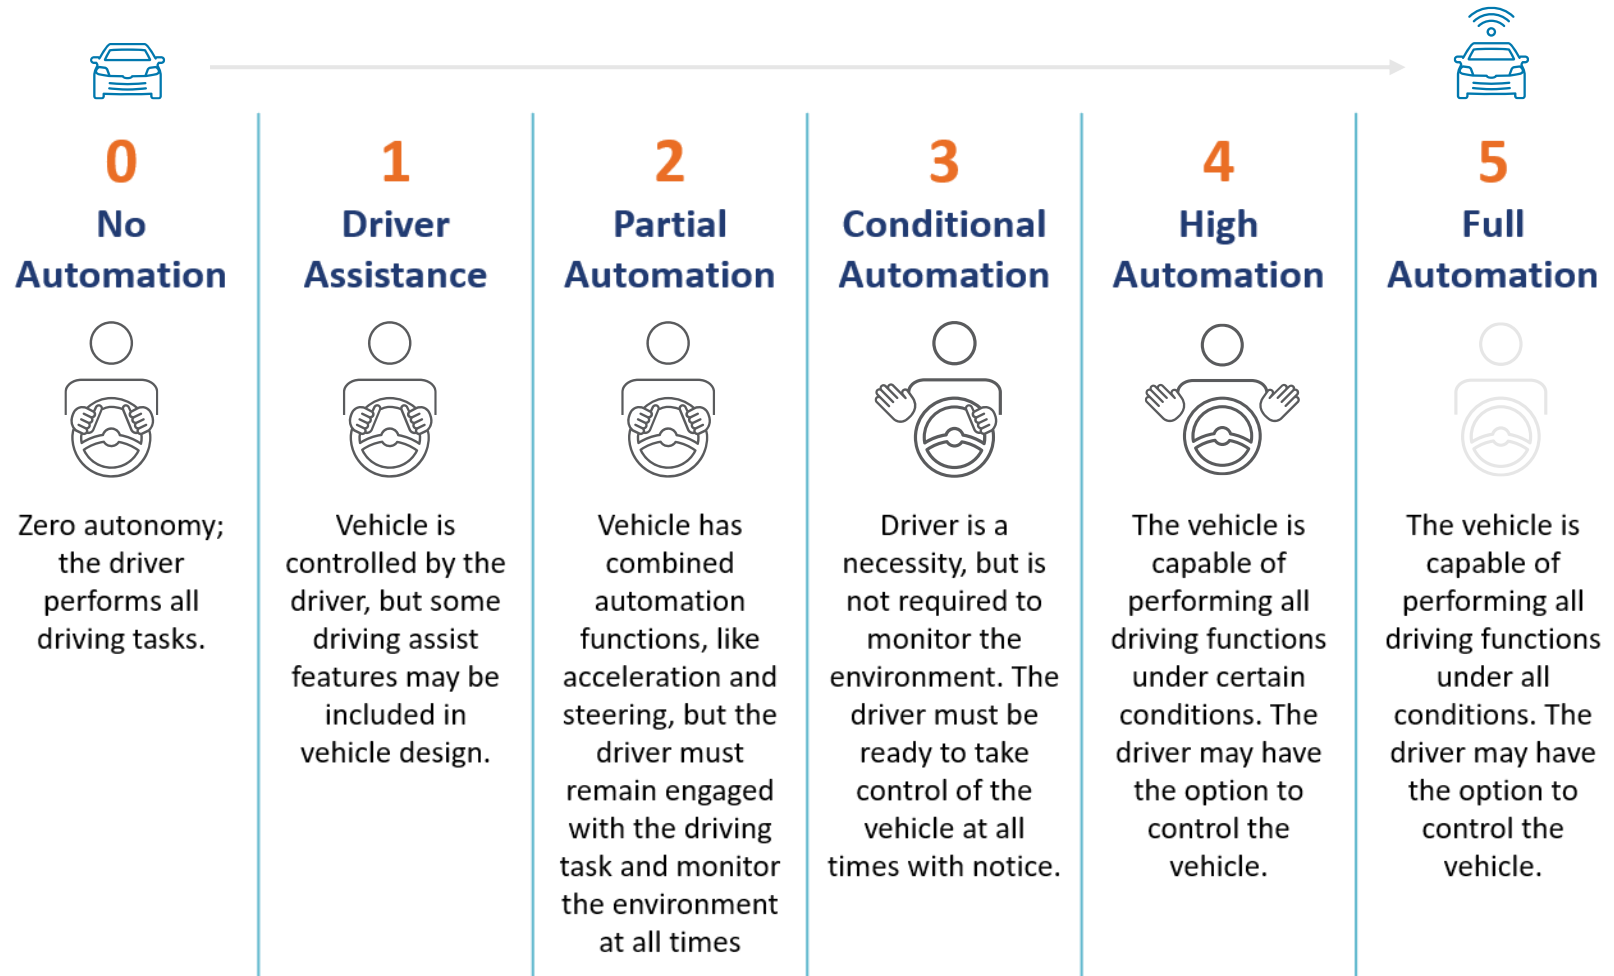 0
No
Automation
Zero autonomy;
the driver
performs all
driving tasks.
1
Driver
Assistance
Vehicle is
controlled by the
driver, but some
driving assist
features may be
included in
vehicle design.
2
Partial
Automation
Vehicle has
combined
automation
functions, like
acceleration and
steering, but the
driver must
remain engaged
with the driving
task and monitor
the environment
at all times
3
Conditional
Automation
Driver is a
necessity, but is
not required to
monitor the
environment. The
driver must be
ready to take
control of the
vehicle at all
times with notice.
4
High
Automation
The vehicle is
capable of
performing all
driving functions
under certain
conditions. The
driver may have
the option to
control the
vehicle.
5
Full
Automation
The vehicle is
capable of
performing all
driving functions
under all
conditions. The
driver may have
the option to
control the
vehicle.